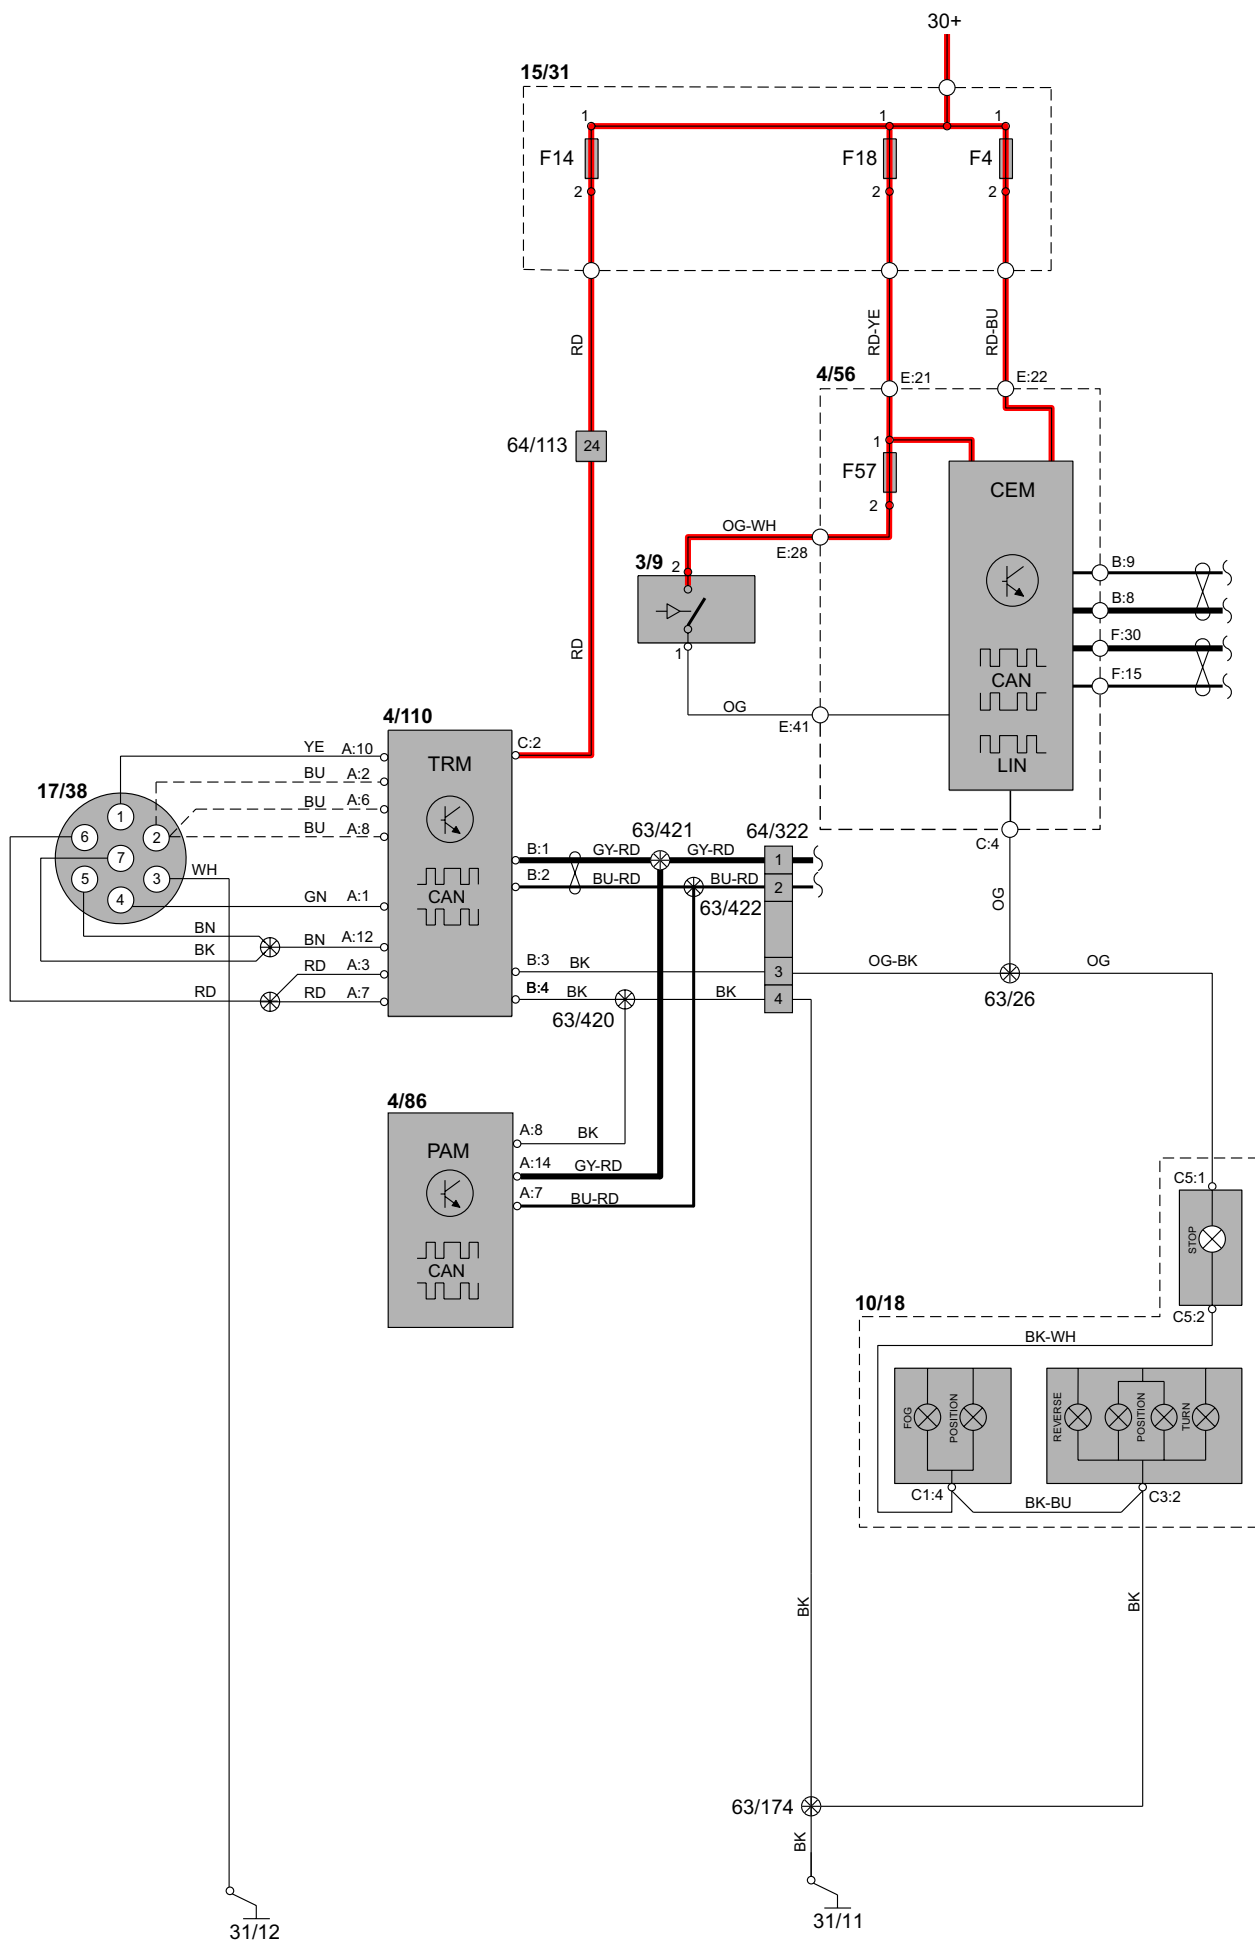 30+
15/31
1
1
1
F14
F18
F4
2
2
2
RD
RD-YE
RD-BU
4/56
E:21
E:22
64/113
24
1
F57
CEM
2
OG-WH
E:28
3/9
2
B:9
B:8
F:30
CAN
F:15
1
RD
OG
E:41
LIN
4/110
C:2
YE
A:10
TRM
BU
A:2
17/38
BU
A:6
1
BU
A:8
6
2
63/421
64/322
C:4
7
B:1
GY-RD
GY-RD
1
WH
5
3
B:2
BU-RD
BU-RD
2
4
GN
A:1
CAN
63/422
OG
BN
BN
A:12
BK
RD
A:3
B:3
BK
3
OG-BK
OG
RD
RD
A:7
B:4
BK
BK
4
63/26
63/420
4/86
A:8
BK
PAM
A:14
GY-RD
A:7
BU-RD
C5:1
STOP
CAN
10/18
C5:2
BK-WH
FOG
POSITION
REVERSE
POSITION
TURN
C1:4
BK-BU
C3:2
BK
BK
63/174
BK
31/12
31/11